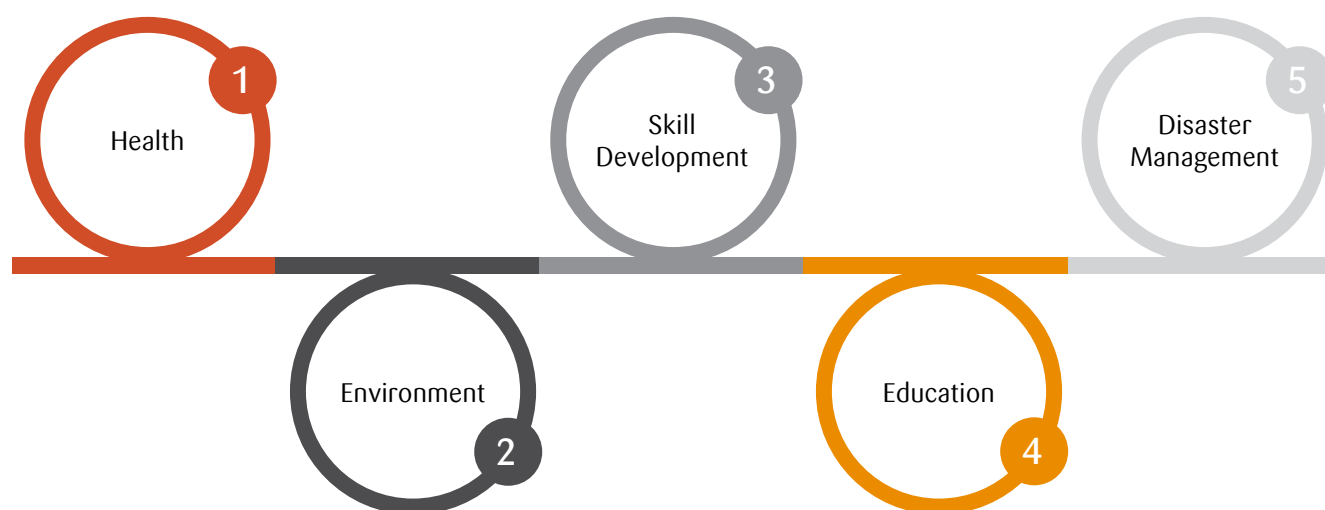 1
Health
2
Environment
3
Skill
Development
4
Education
5
Disaster
Management